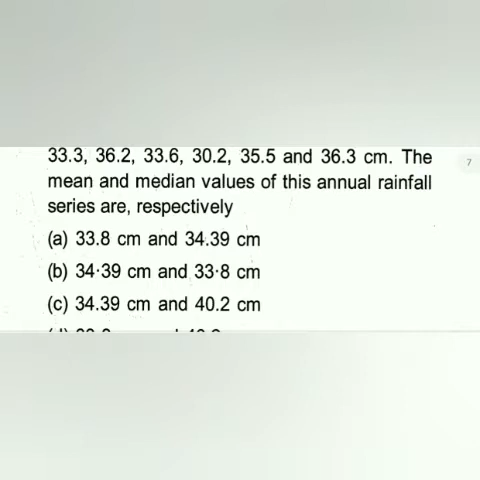 33.3, 36.2, 33.6, 30.2, 35.5 and 36.3 cm. The
mean and median values of this annual rainfall
series are, respectively
(a) 33.8 cm and 34.39 cm
(b) 34·39 cm and 33·8 cm
(c) 34.39 cm and 40.2 cm
7